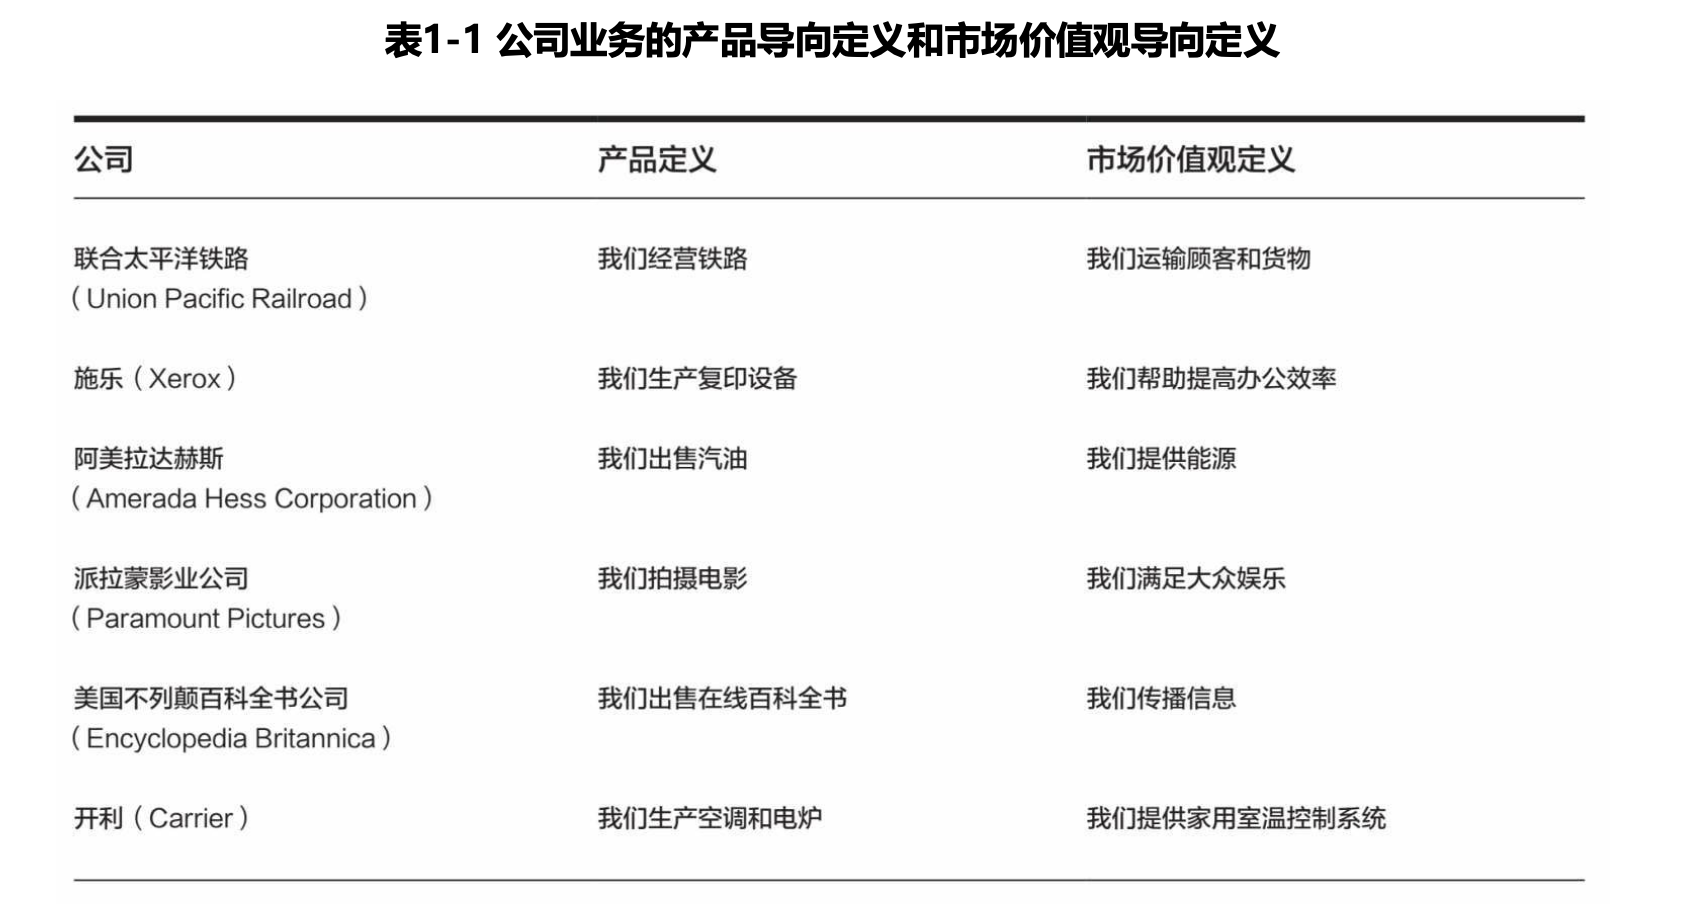 表1-1 公司业务的产品导向定义和市场价值观导向定义
公司 产品定义 市场价值观定义
联合太平洋铁路 我们经营铁路 我们运输顾客和货物
（Union Pacific Railroad）
施乐（Xerox） 我们生产复印设备 我们帮助提高办公效率
阿美拉达赫斯 我们出售汽油 我们提供能源
（Amerada Hess Corporation）
派拉蒙影业公司 我们拍摄电影 我们满足大众娱乐
（Paramount Pictures）
美国不列颠百科全书公司 我们出售在线百科全书 我们传播信息
（Encyclopedia Britannica）
开利（Carrier） 我们生产空调和电炉 我们提供家用室温控制系统